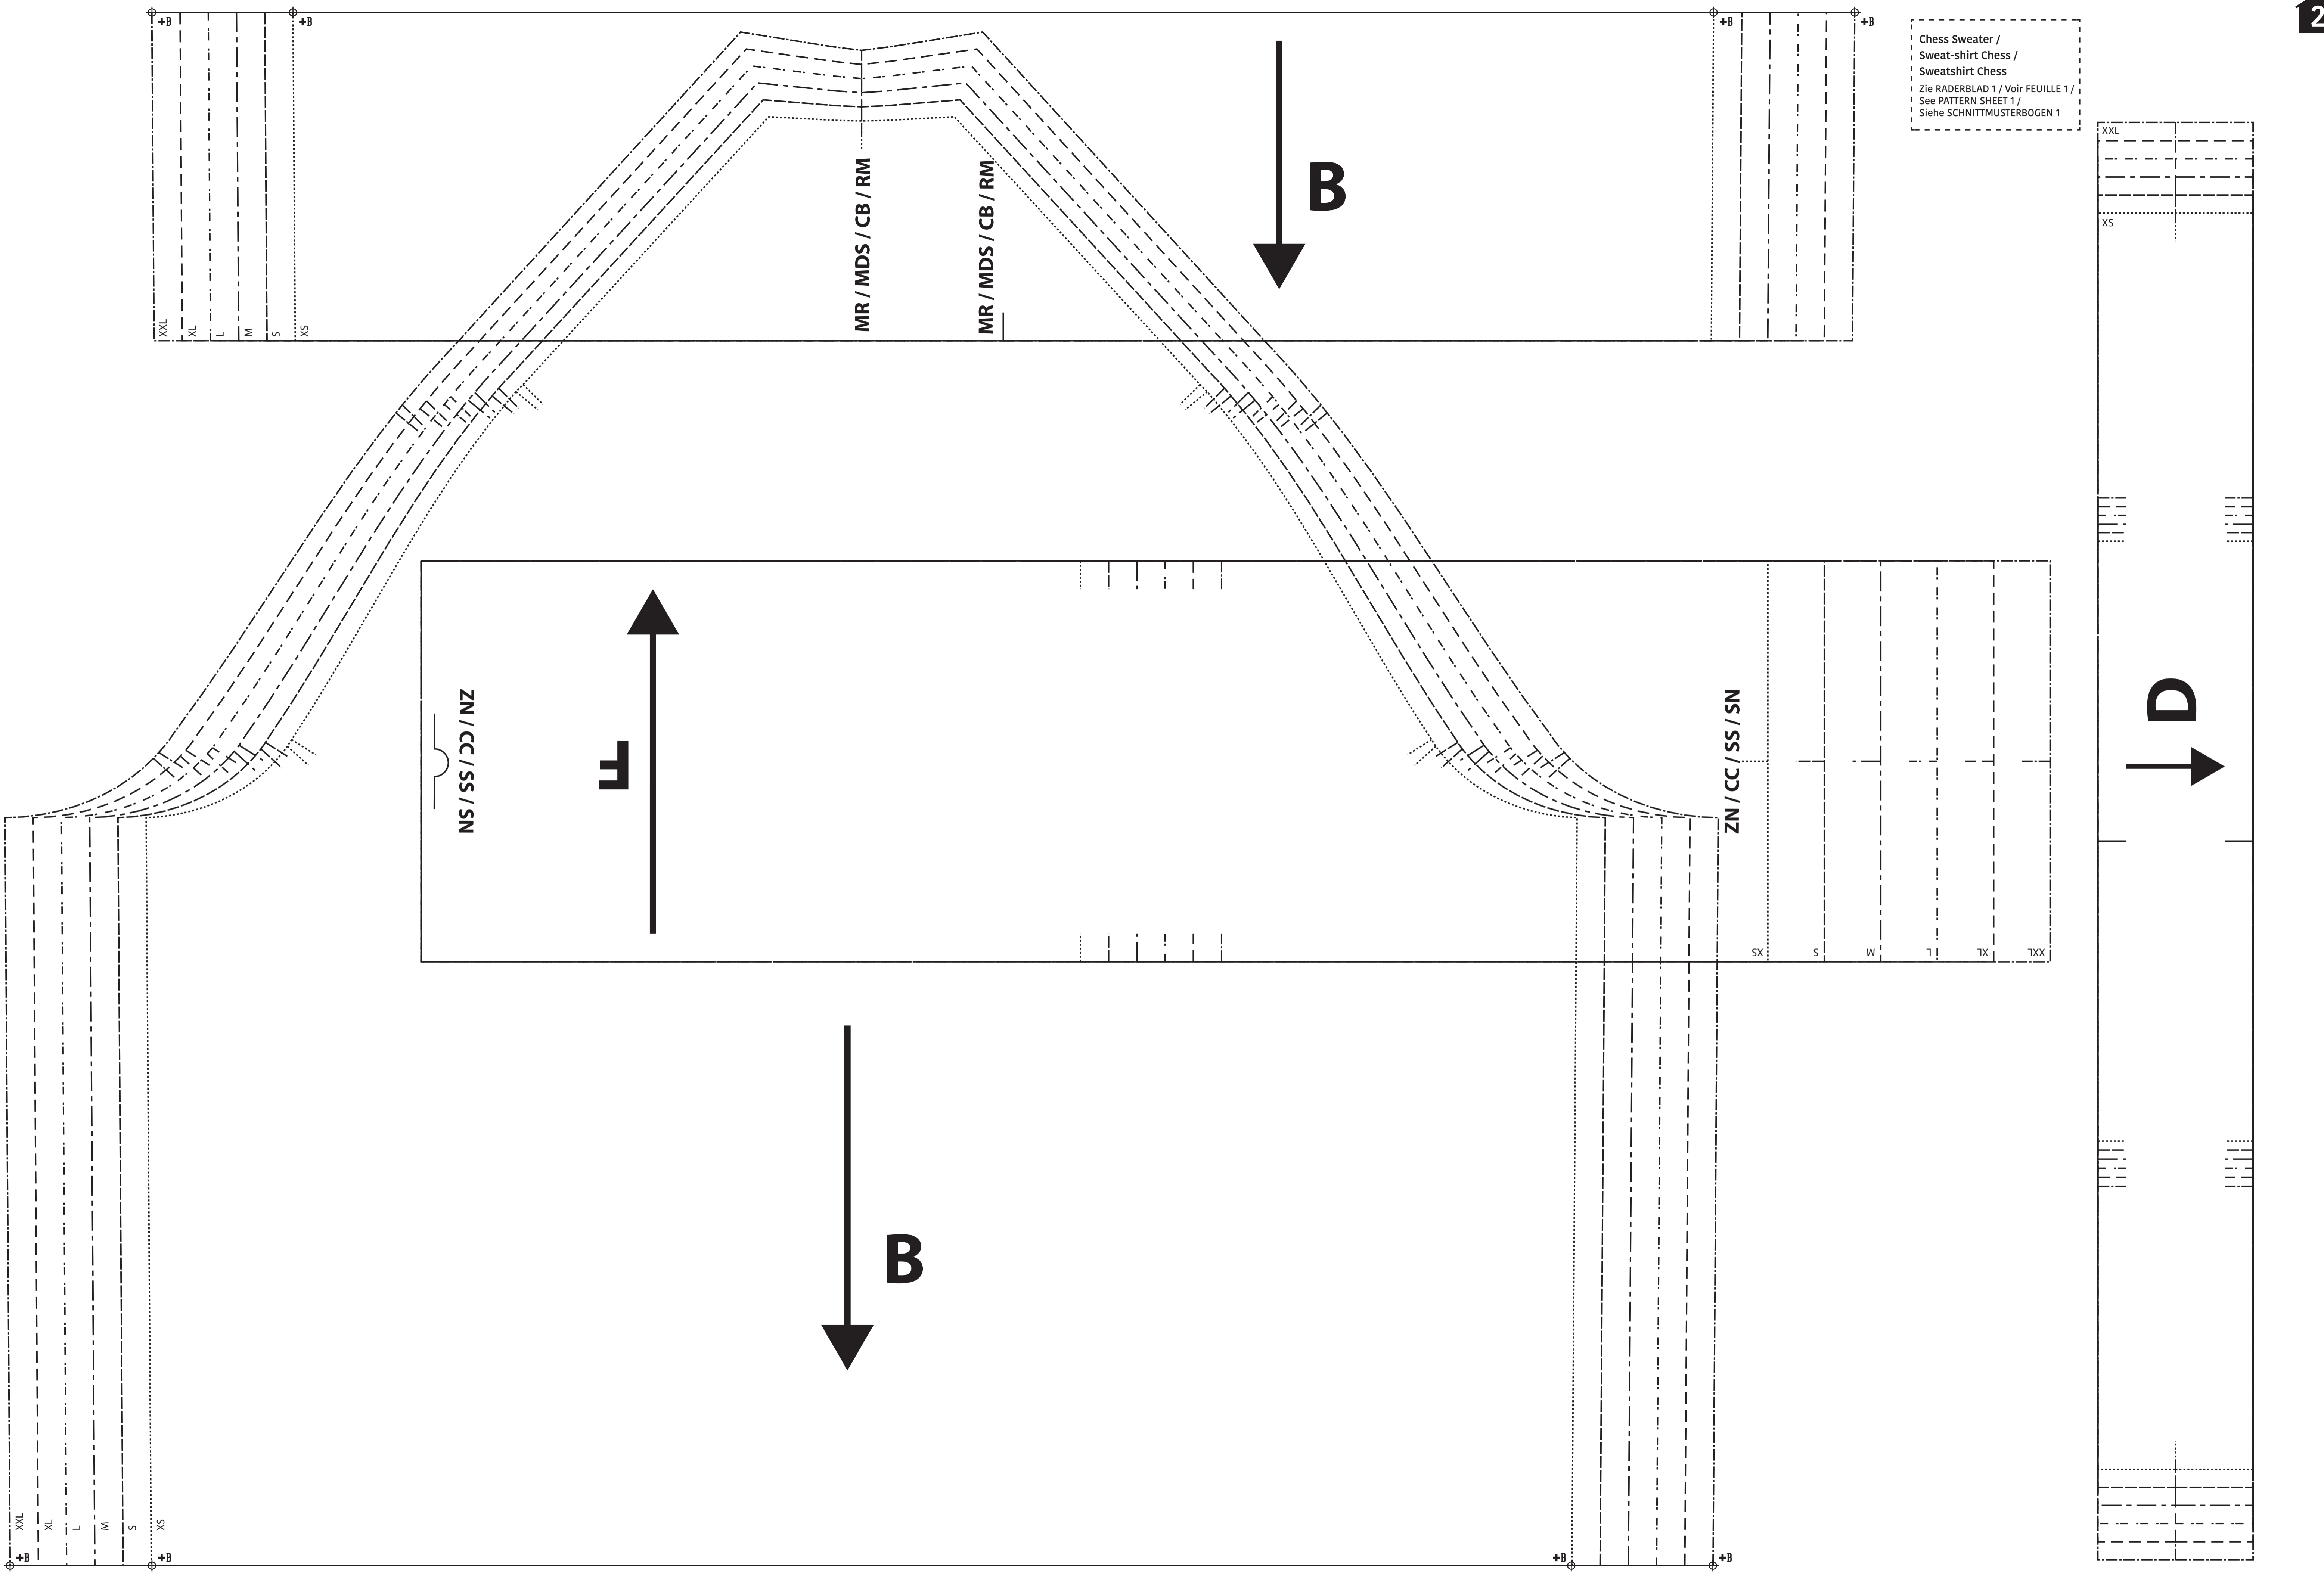 +B
+B
+B
+B
2
Chess Sweater /
Sweat-shirt Chess /
Sweatshirt Chess
Zie RADERBLAD 1 / Voir FEUILLE 1 /
See PATTERN SHEET 1 /
Siehe SCHNITTMUSTERBOGEN 1
XXL
XS
MR / MDS / CB / RM
MR / MDS / CB / RM
B
XXL
XL
L
M
S
XS
ZN / CC / SS / SN
F
ZN / CC / SS / SN
D
XS
S
M
L
XL
XXL
B
XXL
XL
L
M
S
XS
+B
+B
+B
+B